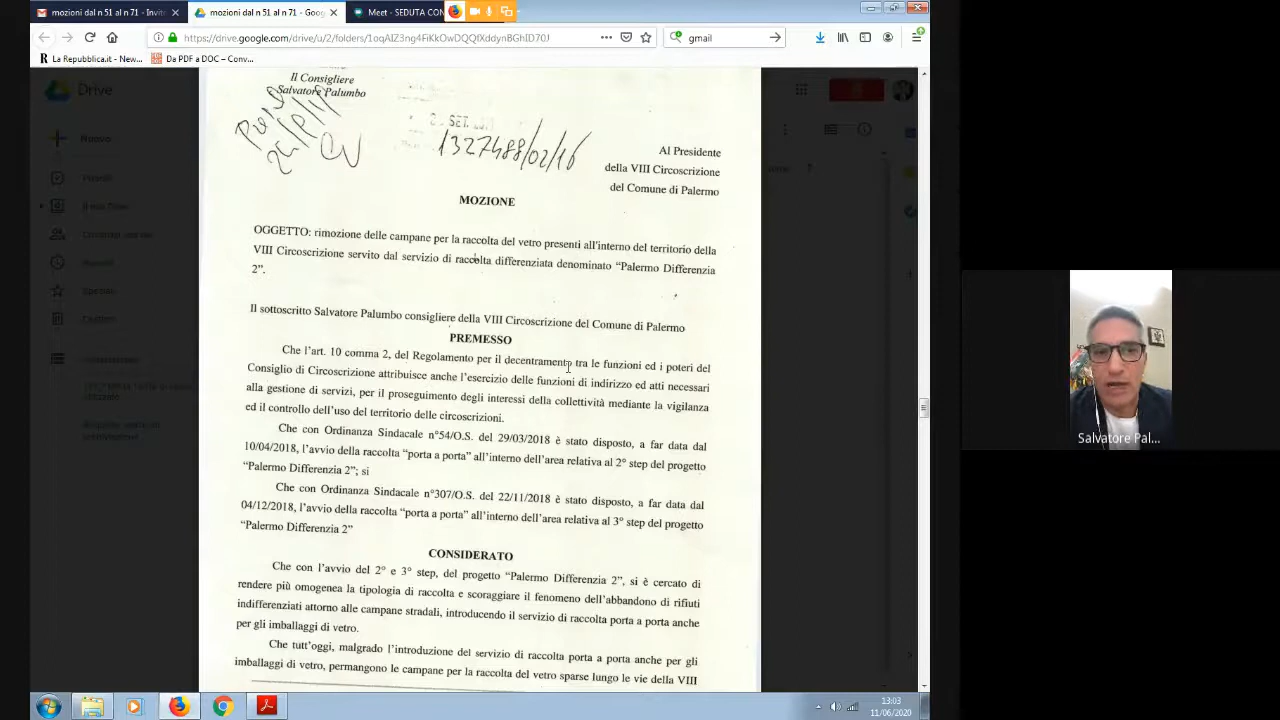 mozioni dal n 51 al n 71 - Invit
mozioni dal n 51 al n 71 - Goog
Meet - SEDUTA CON
https://drive.google.com/drive/u/2/folders/
gmail
La Repubblica.it - New...
Da PDF a DOC – Conv...
Drive
Nuovo
Il Consigliere
Salvatore Palumbo
SET.
1327488/02/16
Al Presidente
della VIII Circoscrizione
del Comune di Palermo
MOZIONE
OGGETTO: rimozione delle campane per la raccolta del vetro presenti all'interno del territorio della
VIII Circoscrizione servito dal servizio di raccolta differenziata denominato “Palermo Differenzia
2”.
Il sottoscritto Salvatore Palumbo consigliere della VIII Circoscrizione del Comune di Palermo
PREMESSO
Che l'art. 10 comma 2, del Regolamento per il decentramento tra le funzioni ed i poteri del
Consiglio di Circoscrizione attribuisce anche l'esercizio delle funzioni di indirizzo ed atti necessari
alla gestione di servizi, per il proseguimento degli interessi della collettività mediante la vigilanza
ed il controllo dell'uso del territorio delle circoscrizioni.
Che con Ordinanza Sindacale n°54/O.S. del 29/03/2018 è stato disposto, a far data dal
10/04/2018, l'avvio della raccolta “porta a porta” all'interno dell'area relativa al 2° step del progetto
“Palermo Differenzia 2”; si
Che con Ordinanza Sindacale n°307/O.S. del 22/11/2018 è stato disposto, a far data dal
04/12/2018, l'avvio della raccolta “porta a porta” all'interno dell'area relativa al 3° step del progetto
“Palermo Differenzia 2”
CONSIDERATO
Che con l'avvio del 2° e 3° step, del progetto “Palermo Differenzia 2”, si è cercato di
rendere più omogenea la tipologia di raccolta e scoraggiare il fenomeno dell'abbandono di rifiuti
indifferenziati attorno alle campane stradali, introducendo il servizio di raccolta porta a porta anche
per gli imballaggi di vetro.
Che tutt'oggi, malgrado l'introduzione del servizio di raccolta porta a porta anche per gli
imballaggi di vetro, permangono le campane per la raccolta del vetro sparse lungo le vie della VIII
Salvatore Pal...
13:03
11/06/2020